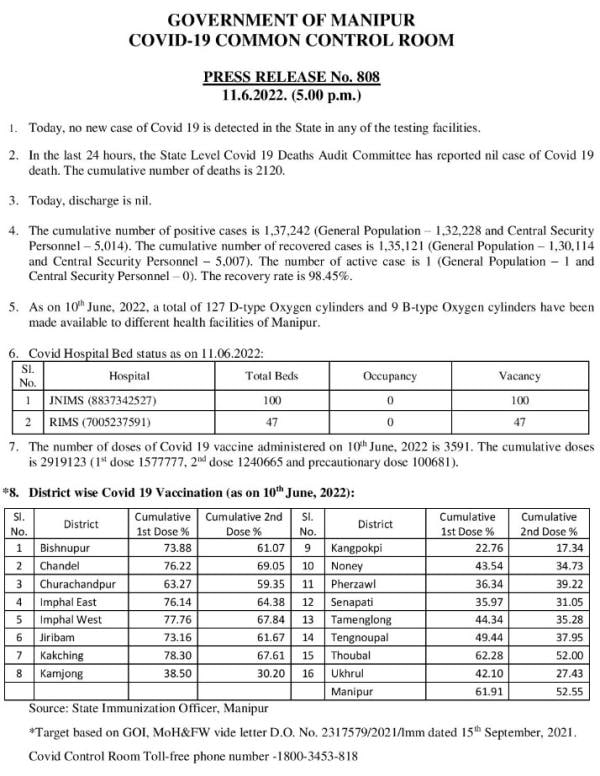 GOVERNMENT OF MANIPUR
COVID-19 COMMON CONTROL ROOM
PRESS RELEASE No. 808
11.6.2022. (5.00 p.m.)
1. Today, no new case of Covid 19 is detected in the State in any of the testing facilities.
2. In the last 24 hours, the State Level Covid 19 Deaths Audit Committee has reported nil case of Covid 19
death. The cumulative number of deaths is 2120.
3. Today, discharge is nil.
4. The cumulative number of positive cases is 1,37,242 (General Population – 1,32,228 and Central Security
Personnel – 5,014). The cumulative number of recovered cases is 1,35,121 (General Population – 1,30,114
and Central Security Personnel – 5,007). The number of active case is 1 (General Population – 1 and
Central Security Personnel – 0). The recovery rate is 98.45%.
5. As on 10th June, 2022, a total of 127 D-type Oxygen cylinders and 9 B-type Oxygen cylinders have been
made available to different health facilities of Manipur.
6. Covid Hospital Bed status as on 11.06.2022:
Sl. No. Hospital Total Beds Occupancy Vacancy
1 JNIMS (8837342527) 100 0 100
2 RIMS (7005237591) 47 0 47
7. The number of doses of Covid 19 vaccine administered on 10th June, 2022 is 3591. The cumulative doses
is 2919123 (1st dose 1577777, 2nd dose 1240665 and precautionary dose 100681).
*8. District wise Covid 19 Vaccination (as on 10th June, 2022):
Sl. No. District Cumulative 1st Dose % Cumulative 2nd Dose % Sl. No. District Cumulative 1st Dose % Cumulative 2nd Dose %
1 Bishnupur 73.88 61.07 9 Kangpokpi 22.76 17.34
2 Chandel 76.22 69.05 10 Noney 43.54 34.73
3 Churachandpur 63.27 59.35 11 Pherzawl 36.34 39.22
4 Imphal East 76.14 64.38 12 Senapati 35.97 31.05
5 Imphal West 77.76 67.84 13 Tamenglong 44.34 35.28
6 Jiribam 73.16 61.67 14 Tengnoupal 49.44 37.95
7 Kakching 78.30 67.61 15 Thoubal 62.28 52.00
8 Kamjong 38.50 30.20 16 Ukhrul 42.10 27.43
Manipur 61.91 52.55
Source: State Immunization Officer, Manipur
*Target based on GOI, MoH&FW vide letter D.O. No. 2317579/2021/Imm dated 15th September, 2021.
Covid Control Room Toll-free phone number -1800-3453-818